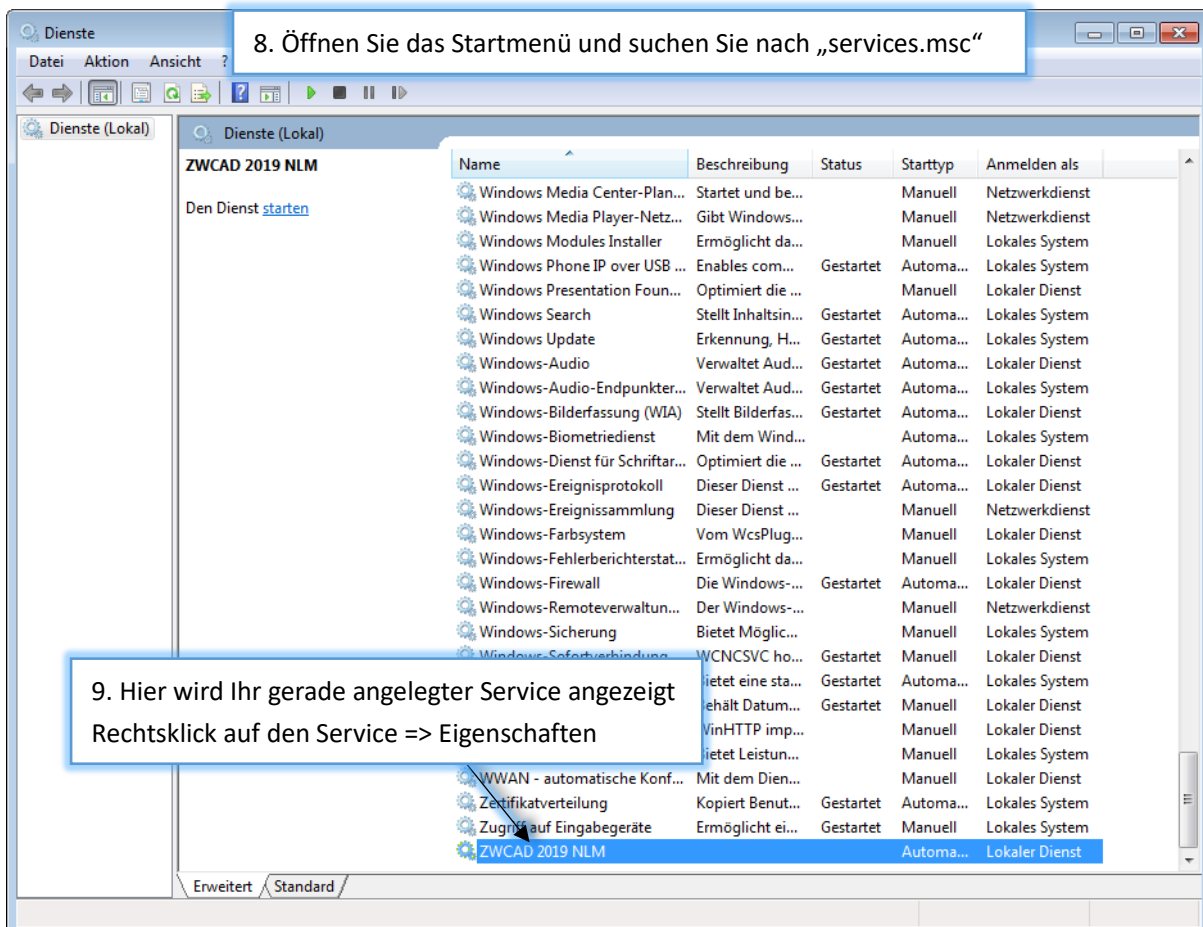 Dienste
8. Öffnen Sie das Startmenü und suchen Sie nach „services.msc“
Datei Aktion Ansicht ?
Dienste (Lokal)
Dienste (Lokal)
ZWCAD 2019 NLM
Den Dienst starten
Name Beschreibung Status Starttyp Anmelden als
Windows Media Center-Plan... Startet und be... Manuell Netzwerkdienst
Windows Media Player-Netz... Gibt Windows... Manuell Netzwerkdienst
Windows Modules Installer Ermöglicht da... Manuell Lokales System
Windows Phone IP over USB ... Enables com... Gestartet Automa... Lokales System
Windows Presentation Foun... Optimiert die ... Manuell Lokaler Dienst
Windows Search Stellt Inhaltsin... Gestartet Automa... Lokales System
Windows Update Erkennung, H... Gestartet Automa... Lokales System
Windows-Audio Verwaltet Aud... Gestartet Automa... Lokaler Dienst
Windows-Audio-Endpunkter... Verwaltet Aud... Gestartet Automa... Lokales System
Windows-Bilderfassung (WIA) Stellt Bilderfas... Gestartet Automa... Lokaler Dienst
Windows-Biometriedienst Mit dem Wind... Automa... Lokales System
Windows-Dienst für Schriftar... Optimiert die ... Gestartet Automa... Lokaler Dienst
Windows-Ereignisprotokoll Dieser Dienst ... Gestartet Automa... Lokaler Dienst
Windows-Ereignissammlung Dieser Dienst ... Manuell Netzwerkdienst
Windows-Farbsystem Vom WcsPlug... Manuell Lokaler Dienst
Windows-Fehlerberichterstat... Ermöglicht da... Manuell Lokales System
Windows-Firewall Die Windows-... Gestartet Automa... Lokaler Dienst
Windows-Remoteverwaltun... Der Windows-... Manuell Netzwerkdienst
Windows-Sicherung Bietet Möglic... Manuell Lokales System
Windows-Sofortverbindung WCNCSVC ho... Gestartet Manuell Lokaler Dienst
9. Hier wird Ihr gerade angelegter Service angezeigt
Rechtsklick auf den Service => Eigenschaften
ietet eine sta... Gestartet Automa... Lokales System
ehält Datum... Gestartet Manuell Lokaler Dienst
inHTTP imp... Manuell Lokaler Dienst
ietet Leistun... Manuell Lokales System
WWAN - automatische Konf... Mit dem Dien... Manuell Lokaler Dienst
Zertifikatverteilung Kopiert Benut... Gestartet Automa... Lokales System
Zugriff auf Eingabegeräte Ermöglicht ei... Gestartet Manuell Lokales System
ZWCAD 2019 NLM Automa... Lokaler Dienst
Erweitert Standard